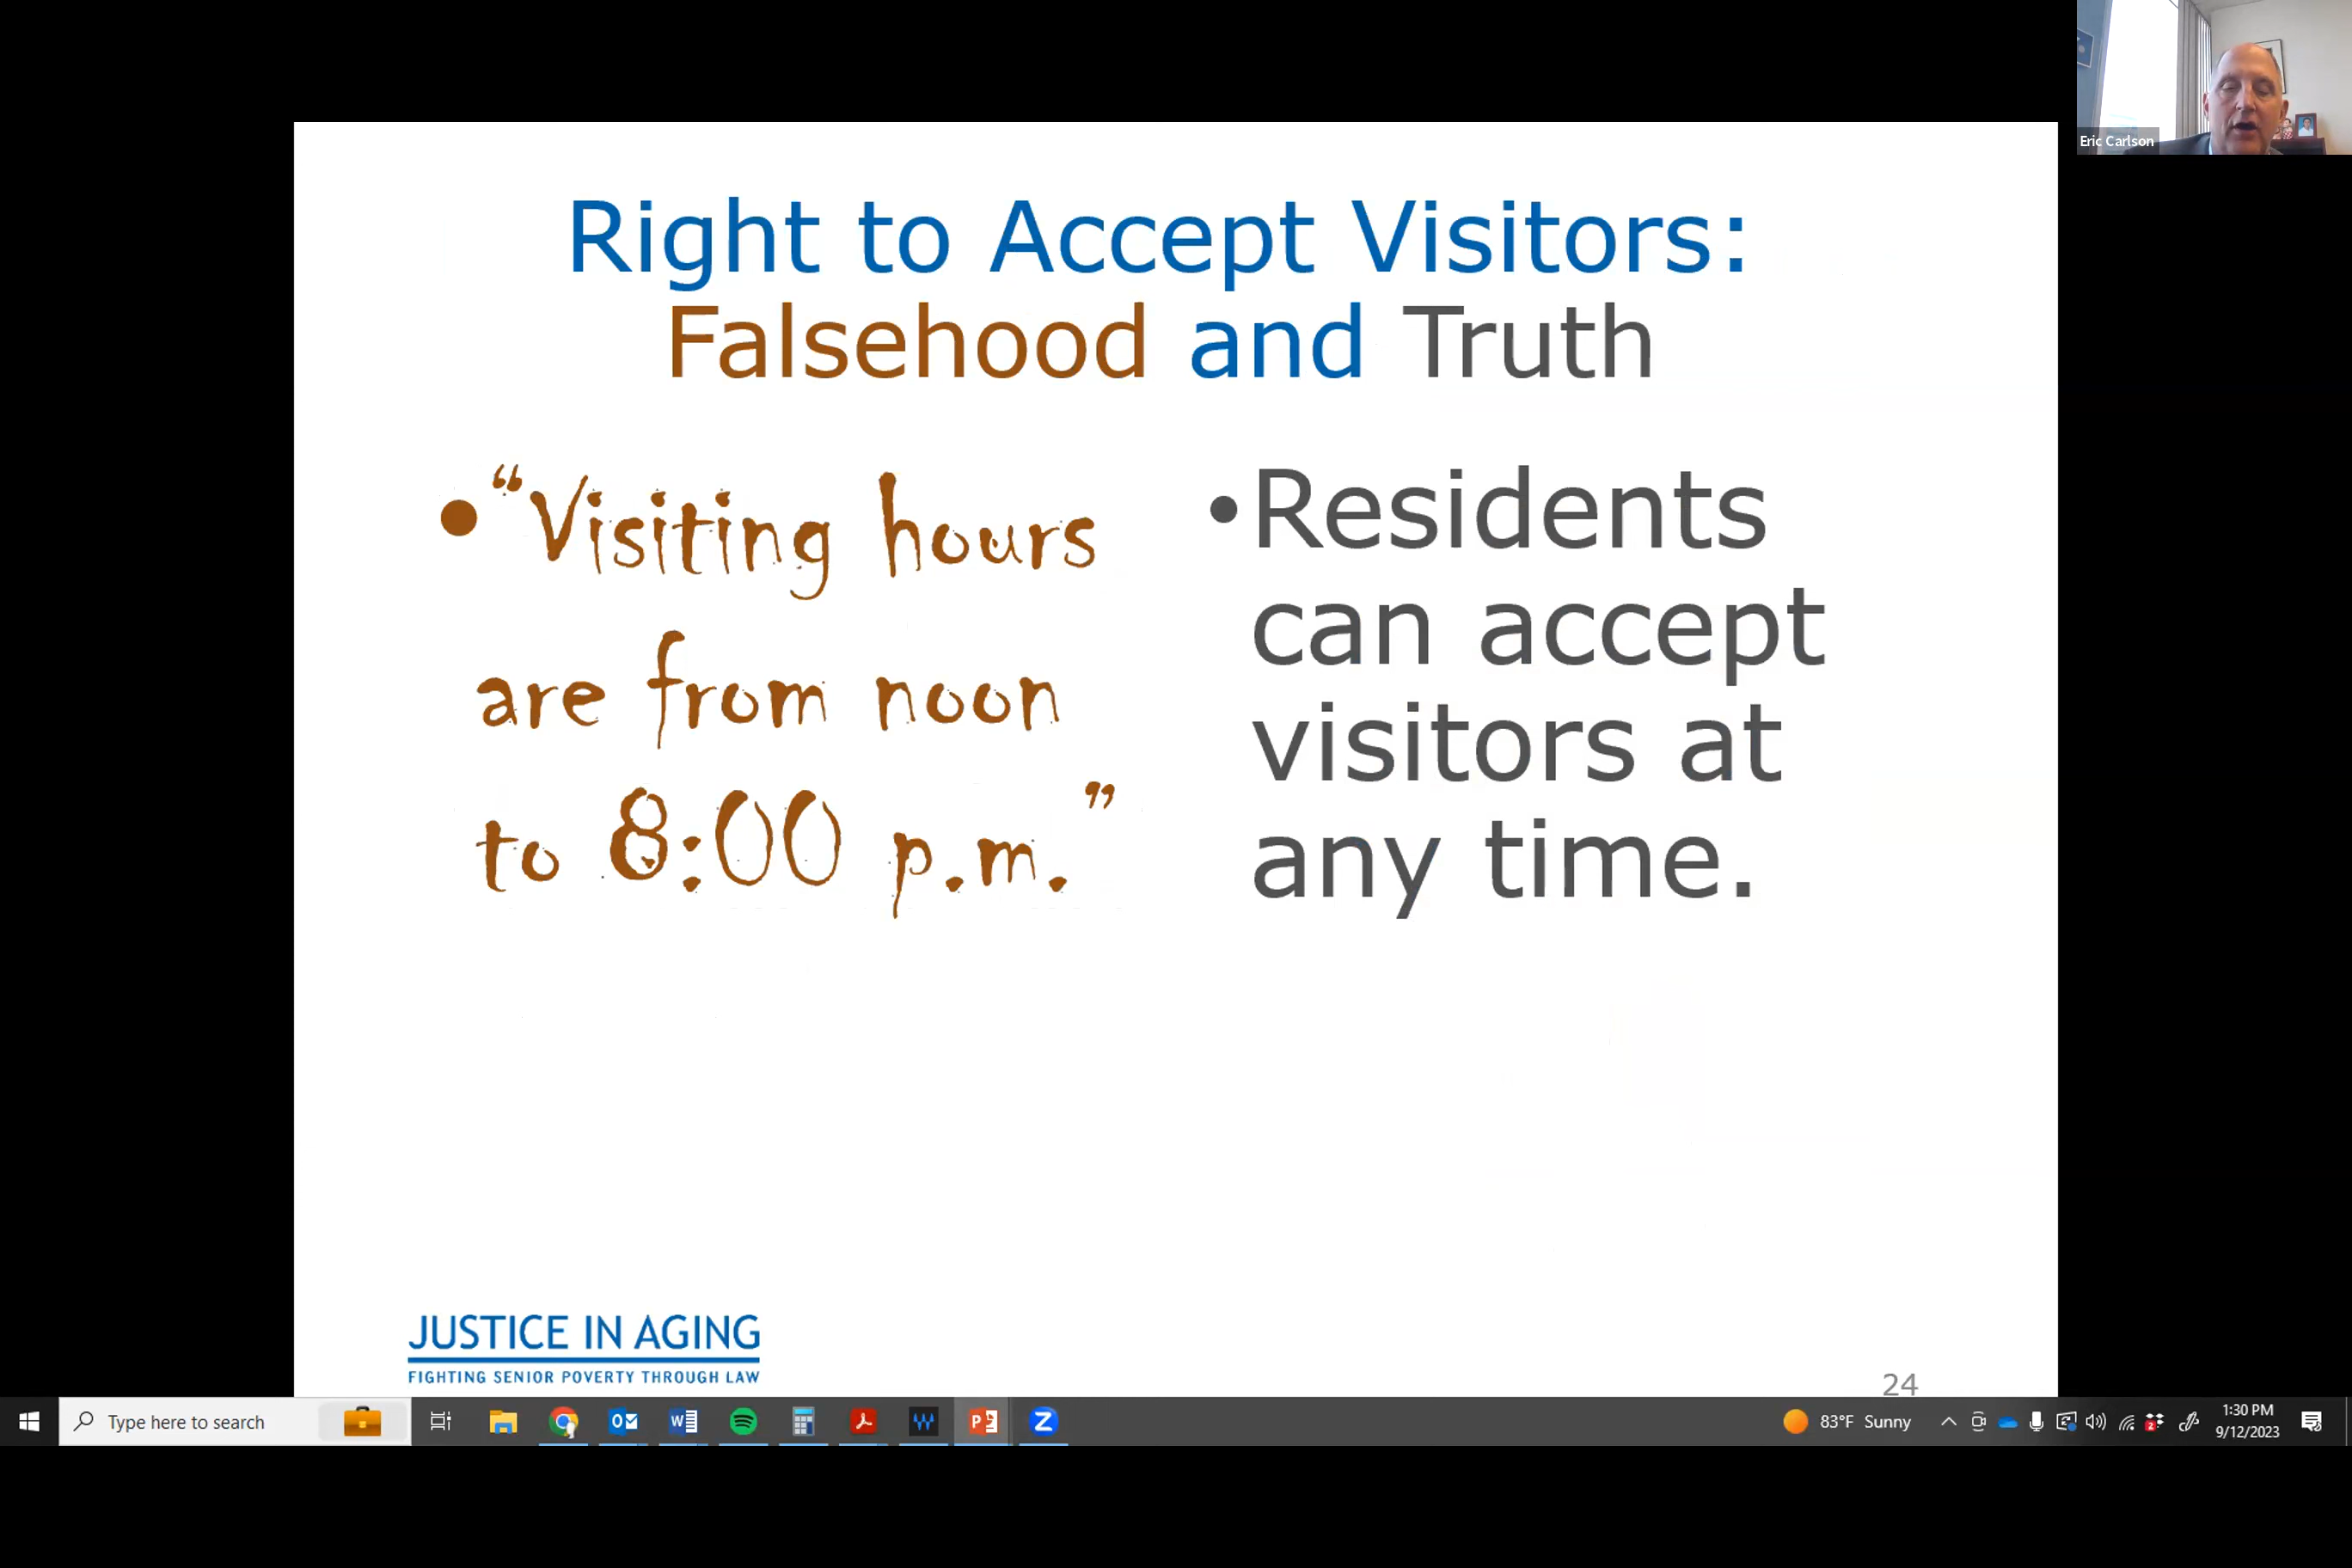 Eric Carlson
Right to Accept Visitors:
Falsehood and Truth
•“Visiting hours
are from noon
to 8:00 p.m.”
•Residents
can accept
visitors at
any time.
JUSTICE IN AGING
FIGHTING SENIOR POVERTY THROUGH LAW
24
Type here to search
83°F Sunny
1:30 PM
9/12/2023